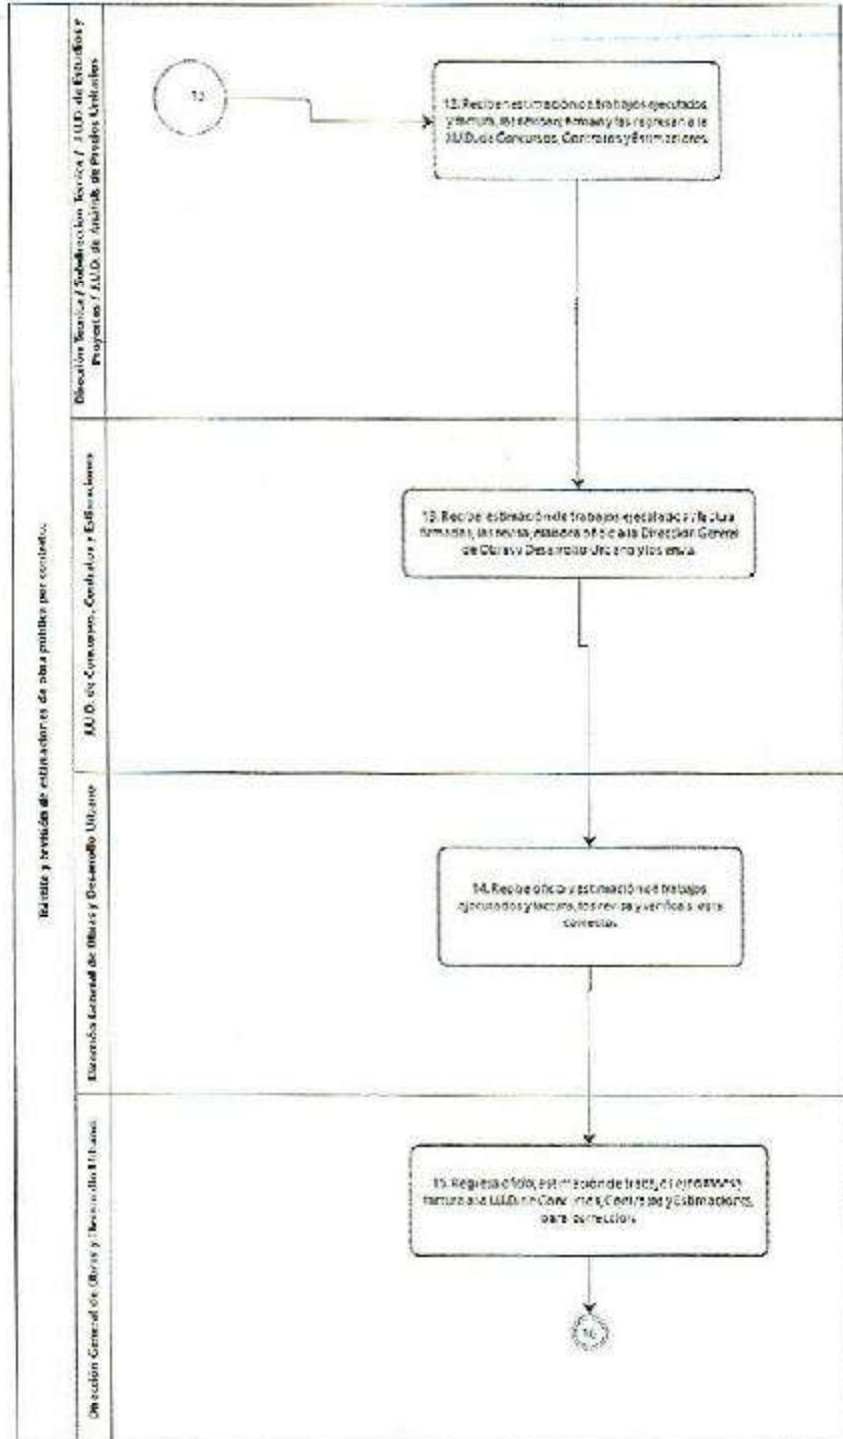 Trámite y revisión de estimaciones de obra pública por contrato.
Dirección Técnica / Subdirección Técnica / J.U.D. de Estudios y
Proyectos / J.U.D. de Análisis de Precios Unitarios
12. Reciben estimación de trabajos ejecutados
y factura, las revisan, firman y las regresan a la
J.U.D. de Concursos, Contratos y Estimaciones.
J.U.D. de Concursos, Contratos y Estimaciones
13. Recibe estimación de trabajos ejecutados y factura
firmadas, las revisa, elabora oficio a la Dirección General
de Obras y Desarrollo Urbano y los envía.
Dirección General de Obras y Desarrollo Urbano
14. Recibe oficio y estimación de trabajos
ejecutados y factura, los revisa y verifica si está
correctos.
Dirección General de Obras y Desarrollo Urbano
15. Regresa oficio, estimación de trabajos ejecutados y
factura a la J.U.D. de Concursos, Contratos y Estimaciones,
para corrección.